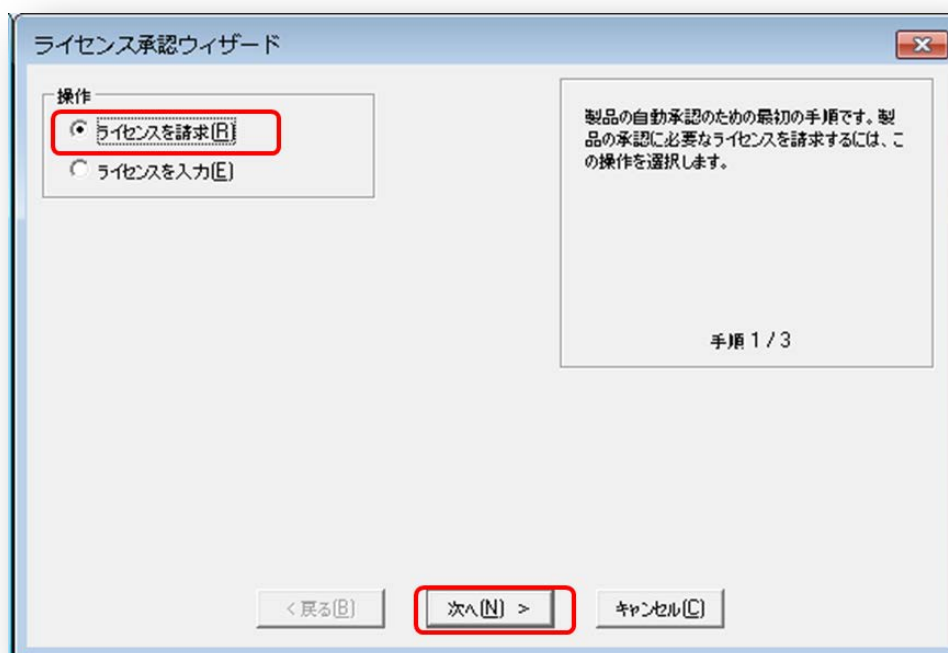 ライセンス承認ウィザード
操作
ライセンスを請求(R)
ライセンスを入力(E)
製品の自動承認のための最初の手順です。製
品の承認に必要なライセンスを請求するには、こ
の操作を選択します。
手順 1 / 3
< 戻る(B)
次へ(N) >
キャンセル(C)